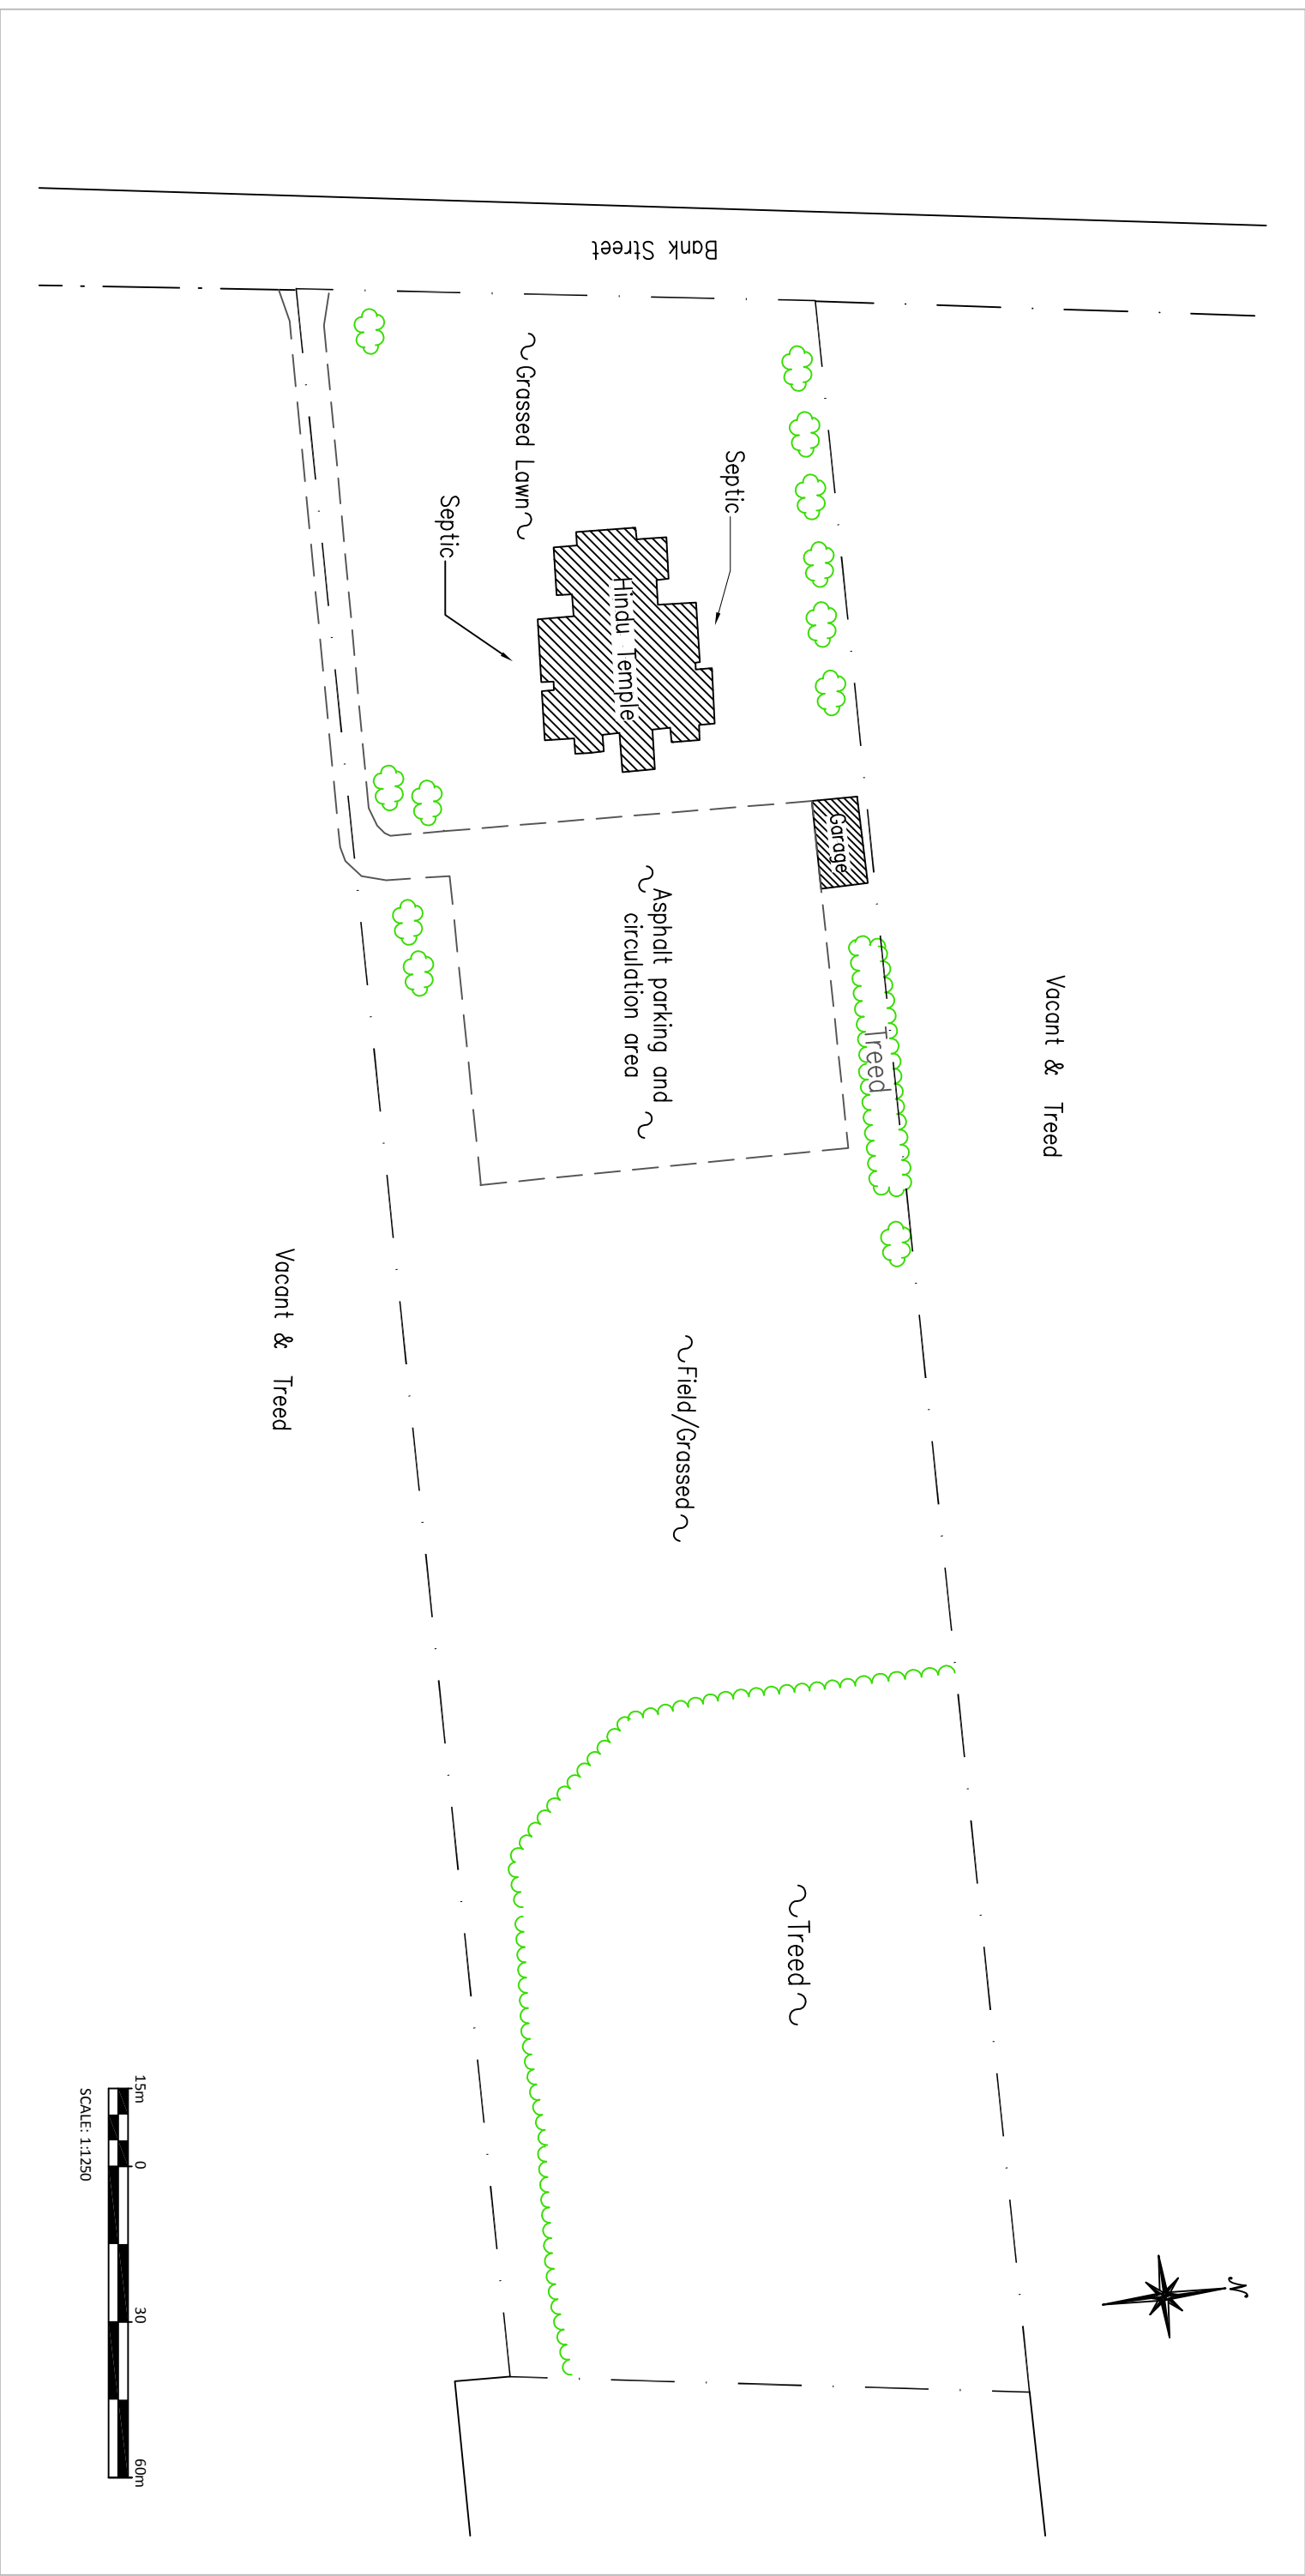 Bank Street
Grassed Lawn
Septic
Septic
Hindu Temple
Garage
Asphalt parking and
circulation area
Treed
Vacant & Treed
Vacant & Treed
Field/Grassed
Treed
N
15m 0 30 60m
SCALE: 1:1250